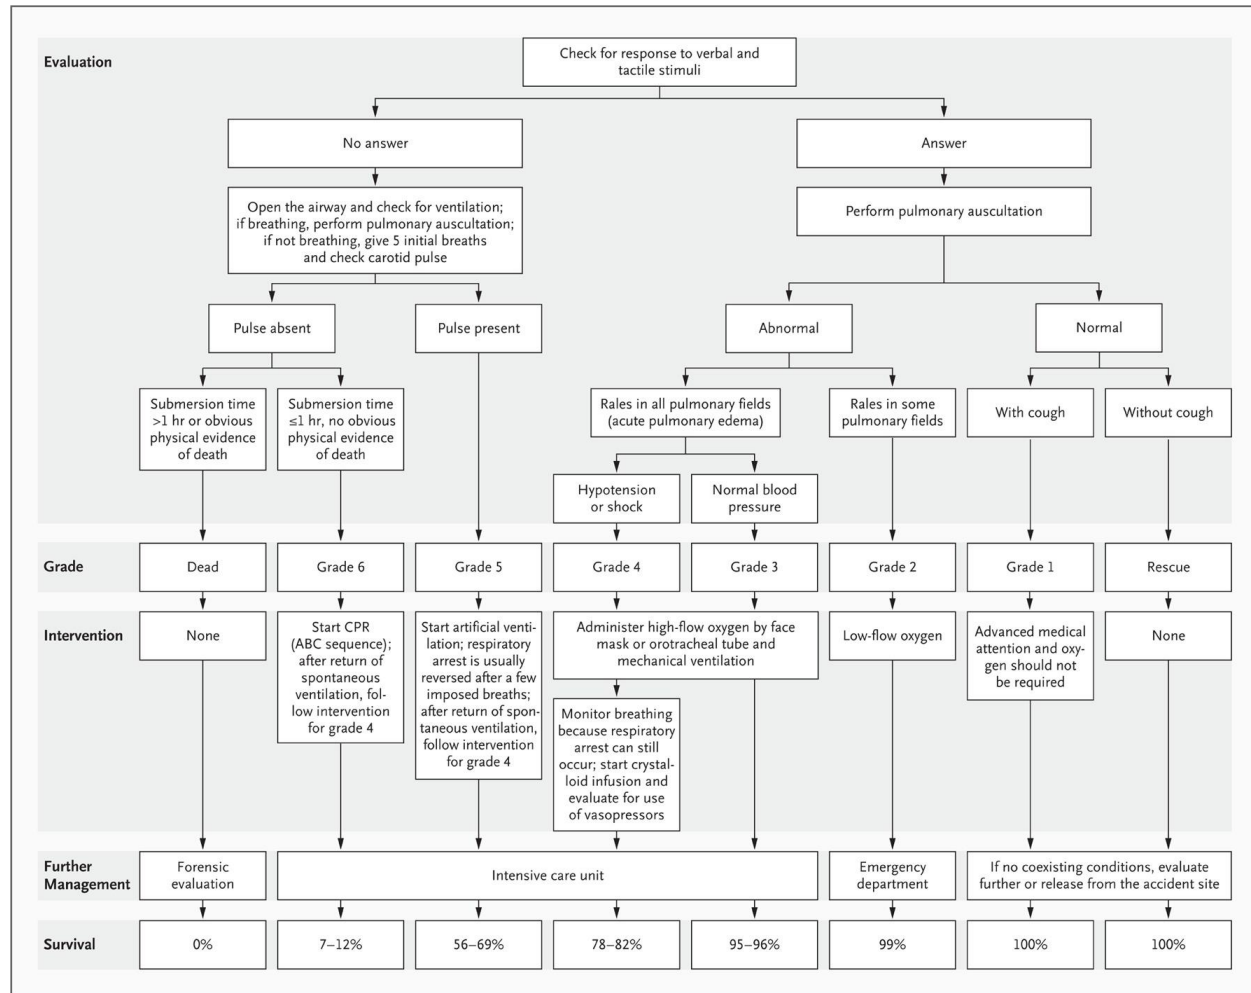 Evaluation
Check for response to verbal and
tactile stimuli
No answer
Answer
Open the airway and check for ventilation;
if breathing, perform pulmonary auscultation;
if not breathing, give 5 initial breaths
and check carotid pulse
Perform pulmonary auscultation
Pulse absent
Pulse present
Abnormal
Normal
Submersion time
>1 hr or obvious
physical evidence
of death
Submersion time
≤1 hr, no obvious
physical evidence
of death
Rales in all pulmonary fields
(acute pulmonary edema)
Rales in some
pulmonary fields
With cough
Without cough
Hypotension
or shock
Normal blood
pressure
Grade
Dead
Grade 6
Grade 5
Grade 4
Grade 3
Grade 2
Grade 1
Rescue
Intervention
None
Start CPR
(ABC sequence);
after return of
spontaneous
ventilation, fol-
low intervention
for grade 4
Start artificial venti-
lation; respiratory
arrest is usually
reversed after a few
imposed breaths;
after return of spon-
taneous ventilation,
follow intervention
for grade 4
Administer high-flow oxygen by face
mask or orotracheal tube and
mechanical ventilation
Monitor breathing
because respiratory
arrest can still
occur; start crystal-
loid infusion and
evaluate for use
of vasopressors
Low-flow oxygen
Advanced medical
attention and oxy-
gen should not
be required
None
Further
Management
Forensic
evaluation
Intensive care unit
Emergency
department
If no coexisting conditions, evaluate
further or release from the accident site
Survival
0%
7–12%
56–69%
78–82%
95–96%
99%
100%
100%